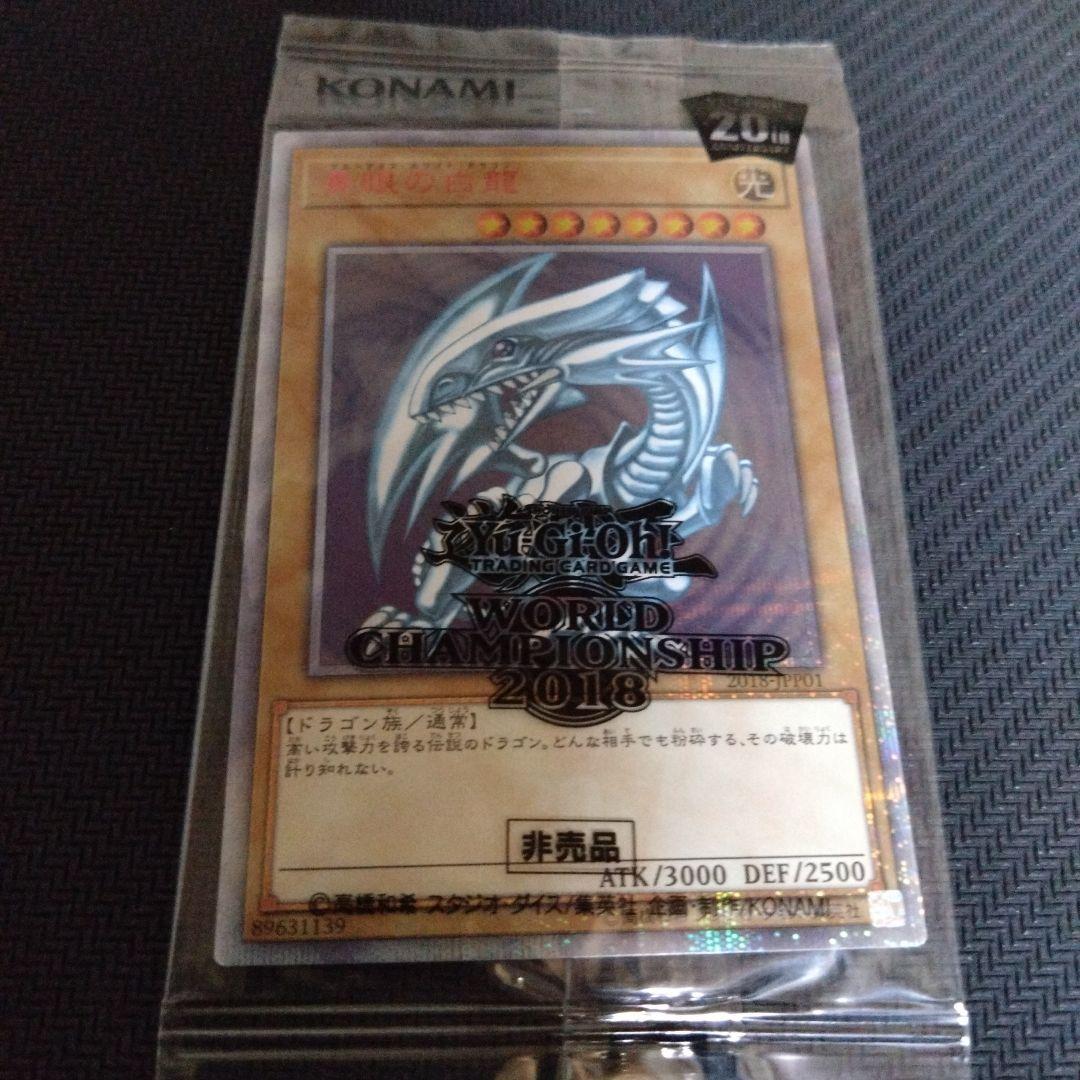 KONAMI
20th
ANNIVERSARY
眼の白龍
光
Yu-Gi-Oh!
TRADING CARD GAME
WORLD
CHAMPIONSHIP
2018
2018-JPP01
【ドラゴン族／通常】
高い攻撃力を誇る伝説のドラゴン。どんな相手でも粉砕する、その破壊力は
計り知れない。
非売品
ATK/3000 DEF/2500
©高橋和希 スタジオ・ダイス/集英社 企画・制作/KONAMI
89631139